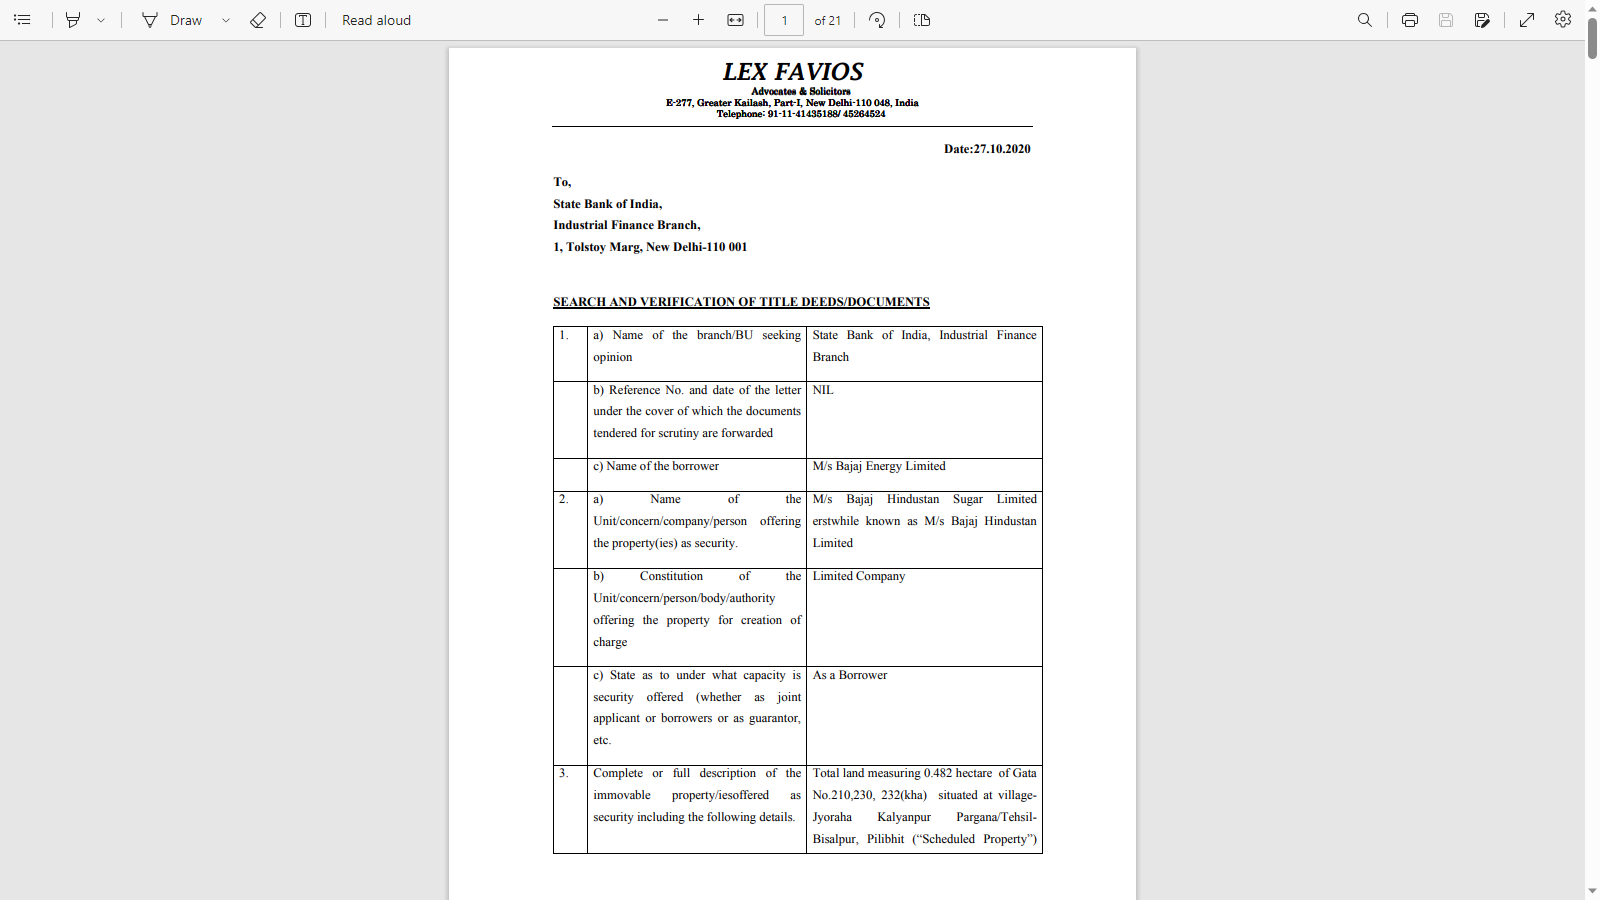 Draw
Read aloud
1
of 21
LEX FAVIOS
Advocates & Solicitors
E-277, Greater Kailash, Part-I, New Delhi-110 048, India
Telephone: 91-11-41435188/ 45264524
Date:27.10.2020
To,
State Bank of India,
Industrial Finance Branch,
1, Tolstoy Marg, New Delhi-110 001
SEARCH AND VERIFICATION OF TITLE DEEDS/DOCUMENTS
1.
a) Name of the branch/BU seeking
opinion
State Bank of India, Industrial Finance
Branch
b) Reference No. and date of the letter
under the cover of which the documents
tendered for scrutiny are forwarded
NIL
c) Name of the borrower
M/s Bajaj Energy Limited
2.
a) Name of the
Unit/concern/company/person offering
the property(ies) as security.
M/s Bajaj Hindustan Sugar Limited
erstwhile known as M/s Bajaj Hindustan
Limited
b) Constitution of the
Unit/concern/person/body/authority
offering the property for creation of
charge
Limited Company
c) State as to under what capacity is
security offered (whether as joint
applicant or borrowers or as guarantor,
etc.
As a Borrower
3.
Complete or full description of the
immovable property/iesoffered as
security including the following details.
Total land measuring 0.482 hectare of Gata
No.210,230, 232(kha) situated at village-
Jyoraha Kalyanpur Pargana/Tehsil-
Bisalpur, Pilibhit (“Scheduled Property”)